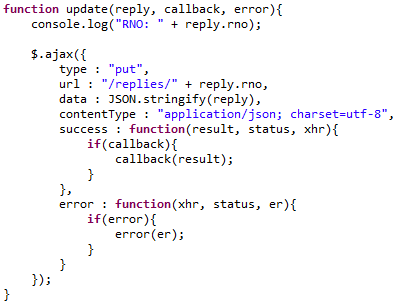 function update(reply, callback, error){
    console.log("RNO: " + reply.rno);

    $.ajax({
        type : "put",
        url : "/replies/" + reply.rno,
        data : JSON.stringify(reply),
        contentType : "application/json; charset=utf-8",
        success : function(result, status, xhr){
            if(callback){
                callback(result);
            }
        },
        error : function(xhr, status, er){
            if(error){
                error(er);
            }
        }
    });
}